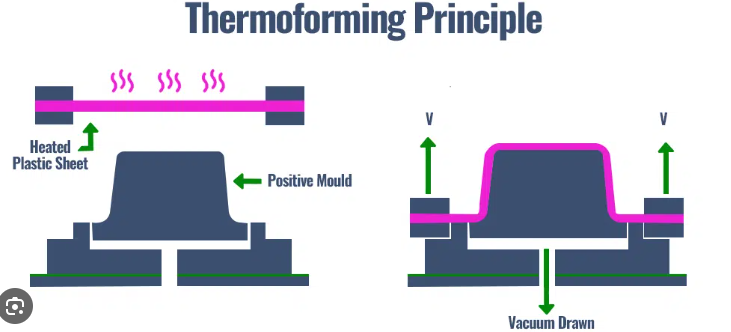 Thermoforming Principle
Heated
Plastic Sheet
Positive Mould
V
V
Vacuum Drawn